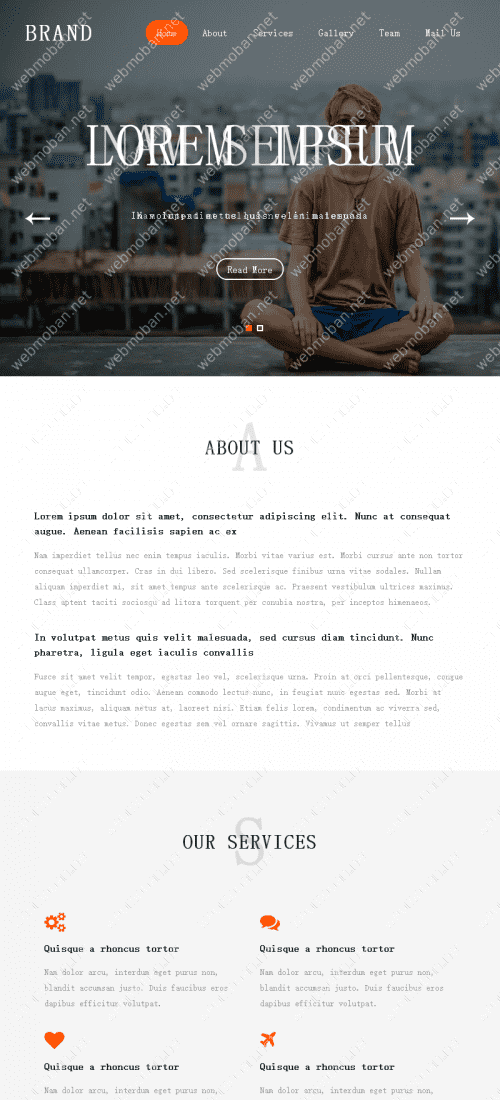 BRAND
Home About Services Gallery Team Mail Us
LOREM IPSUM
Read More
ABOUT US
A
Lorem ipsum dolor sit amet, consectetur adipiscing elit. Nunc at consequat
augue. Aenean facilisis sapien ac ex
Nam imperdiet tellus nec enim tempus iaculis. Morbi vitae varius est. Morbi cursus ante non tortor
consequat ullamcorper. Cras in dui libero. Sed scelerisque finibus urna vitae sodales. Nullam
aliquam imperdiet mi, sit amet tempus ante scelerisque ac. Praesent vestibulum ultrices maximus.
Class aptent taciti sociosqu ad litora torquent per conubia nostra, per inceptos himenaeos.
In volutpat metus quis velit malesuada, sed cursus diam tincidunt. Nunc
pharetra, ligula eget iaculis convallis
Fusce sit amet velit tempor, egestas leo vel, scelerisque urna. Proin at orci pellentesque, congue
augue eget, tincidunt odio. Aenean commodo lectus nunc, in feugiat nunc egestas sed. Morbi at
lacus maximus, aliquam metus at, laoreet nisi. Etiam felis lorem, condimentum ac viverra sed,
convallis vitae metus. Donec egestas sem vel ornare sagittis. Vivamus ut semper tellus
OUR SERVICES
S
Quisque a rhoncus tortor
Nam dolor arcu, interdum eget purus non,
blandit accumsan justo. Duis faucibus eros
dapibus efficitur volutpat.
Quisque a rhoncus tortor
Nam dolor arcu, interdum eget purus non,
blandit accumsan justo. Duis faucibus eros
dapibus efficitur volutpat.
Quisque a rhoncus tortor
Nam dolor arcu, interdum eget purus non,
Quisque a rhoncus tortor
Nam dolor arcu, interdum eget purus non,
webmoban.net